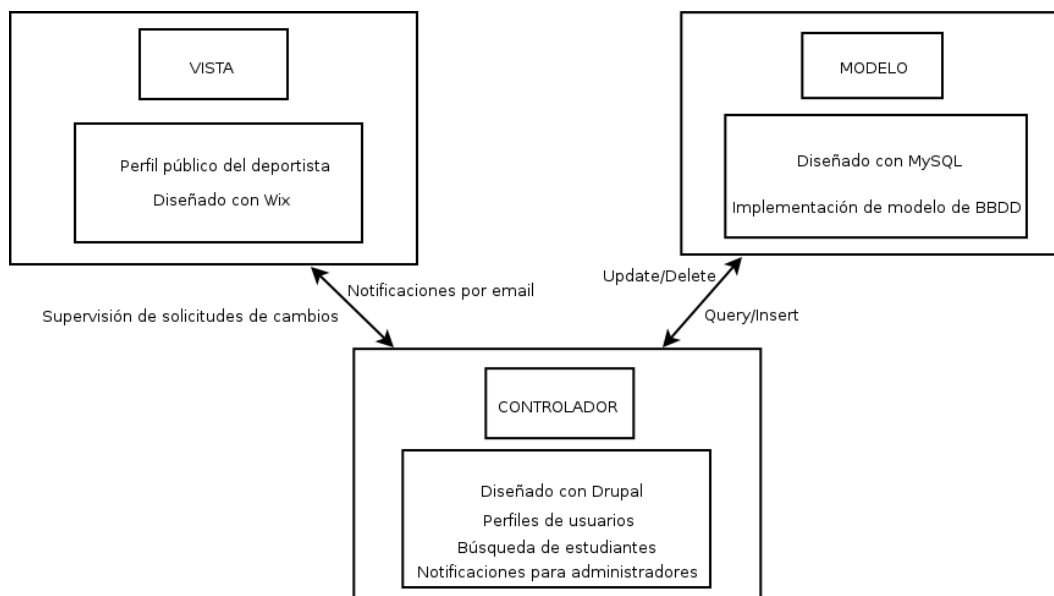 VISTA
Perfil público del deportista
Diseñado con Wix
MODELO
Diseñado con MySQL
Implementación de modelo de BBDD
Notificaciones por email
Supervisión de solicitudes de cambios
Update/Delete
Query/Insert
CONTROLADOR
Diseñado con Drupal
Perfiles de usuarios
Búsqueda de estudiantes
Notificaciones para administradores